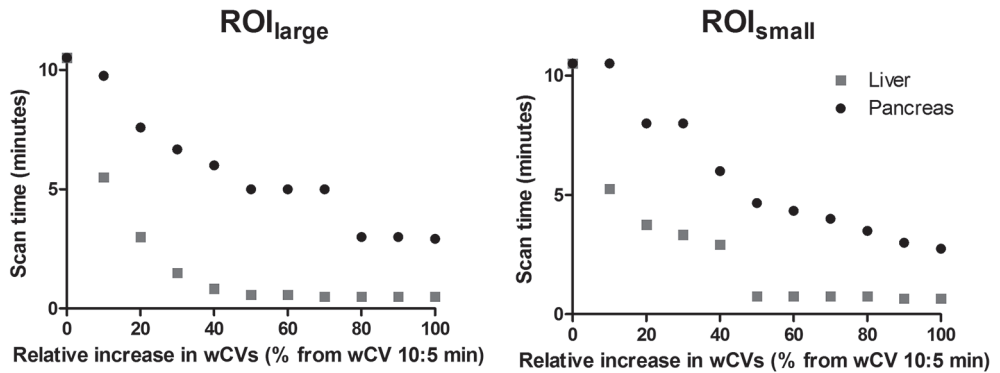 ROIlarge
Scan time (minutes)
10
5
0
0 20 40 60 80 100
Relative increase in wCVs (% from wCV 10:5 min)
ROIsmall
Scan time (minutes)
10
5
0
Liver
Pancreas
0 20 40 60 80 100
Relative increase in wCVs (% from wCV 10:5 min)